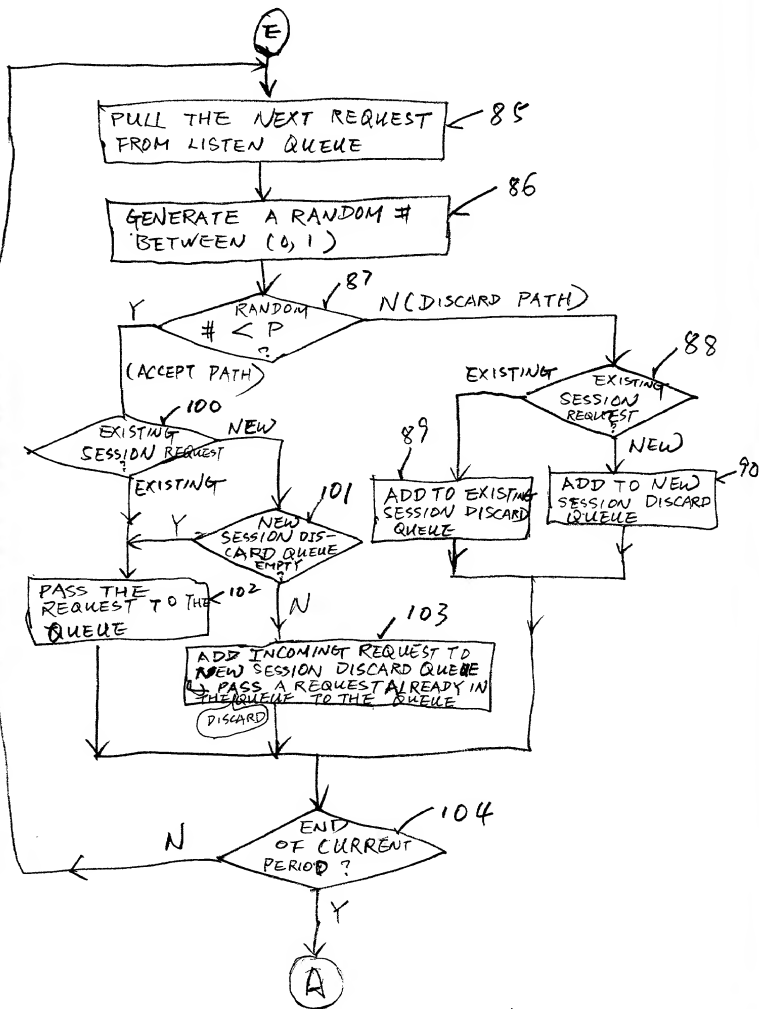 E
PULL THE NEXT REQUEST
FROM LISTEN QUEUE
85
GENERATE A RANDOM #
BETWEEN (0, 1)
86
87
Y
RANDOM
# < P
?
N (DISCARD PATH)
(ACCEPT PATH)
88
EXISTING
EXISTING
SESSION
REQUEST
?
NEW
100
EXISTING
SESSION REQUEST
?
NEW
EXISTING
89
ADD TO EXISTING
SESSION DISCARD
QUEUE
90
ADD TO NEW
SESSION DISCARD
QUEUE
101
Y
NEW
SESSION DIS-
CARD QUEUE
EMPTY
?
N
PASS THE
REQUEST TO THE
QUEUE
102
103
ADD INCOMING REQUEST TO
NEW SESSION DISCARD QUEUE
PASS A REQUEST ALREADY IN
THE QUEUE TO THE QUEUE
DISCARD
104
N
END
OF CURRENT
PERIOD ?
Y
A